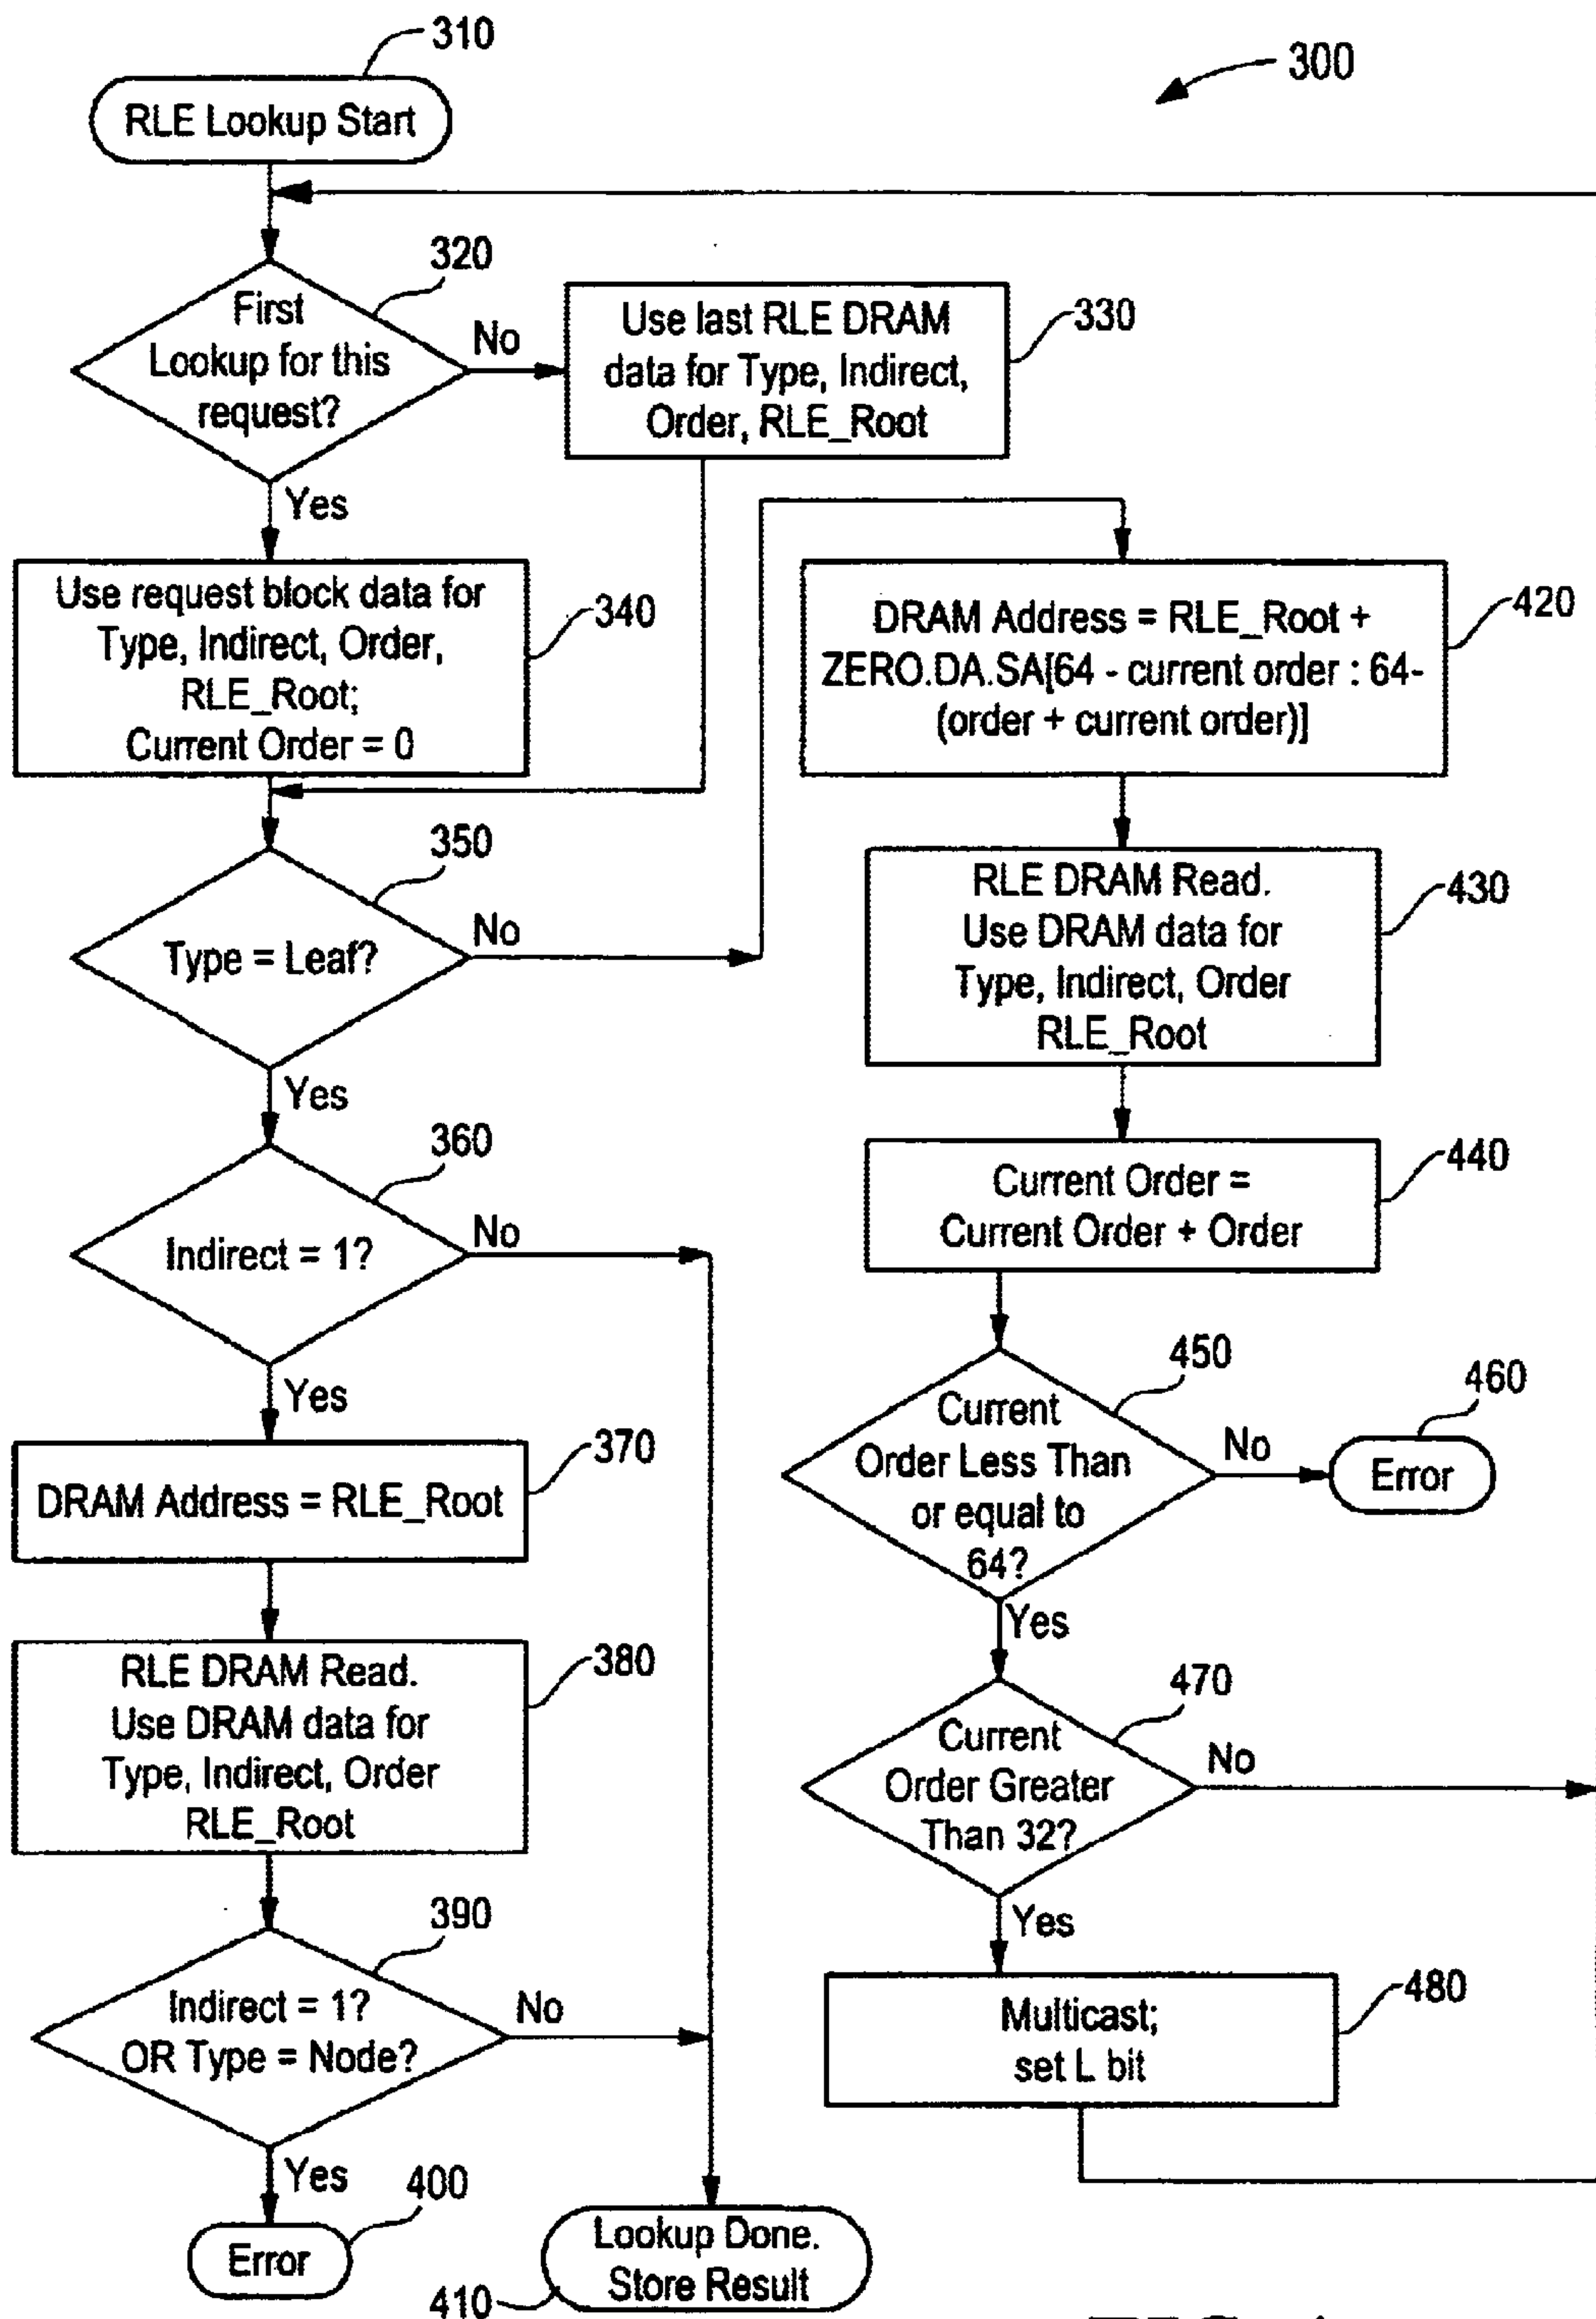 310
300
RLE Lookup Start
320
First
Lookup for this
request?
No
Use last RLE DRAM
data for Type, Indirect,
Order, RLE_Root
330
Yes
Use request block data for
Type, Indirect, Order,
RLE_Root;
Current Order = 0
340
350
Type = Leaf?
No
Yes
360
Indirect = 1?
No
Yes
DRAM Address = RLE_Root
370
RLE DRAM Read.
Use DRAM data for
Type, Indirect, Order
RLE_Root
380
390
Indirect = 1?
OR Type = Node?
No
Yes
400
Error
Lookup Done.
Store Result
410
DRAM Address = RLE_Root +
ZERO.DA.SA[64 - current order : 64-
(order + current order)]
420
RLE DRAM Read.
Use DRAM data for
Type, Indirect, Order
RLE_Root
430
Current Order =
Current Order + Order
440
450
Current
Order Less Than
or equal to
64?
No
460
Error
Yes
470
Current
Order Greater
Than 32?
No
Yes
Multicast;
set L bit
480